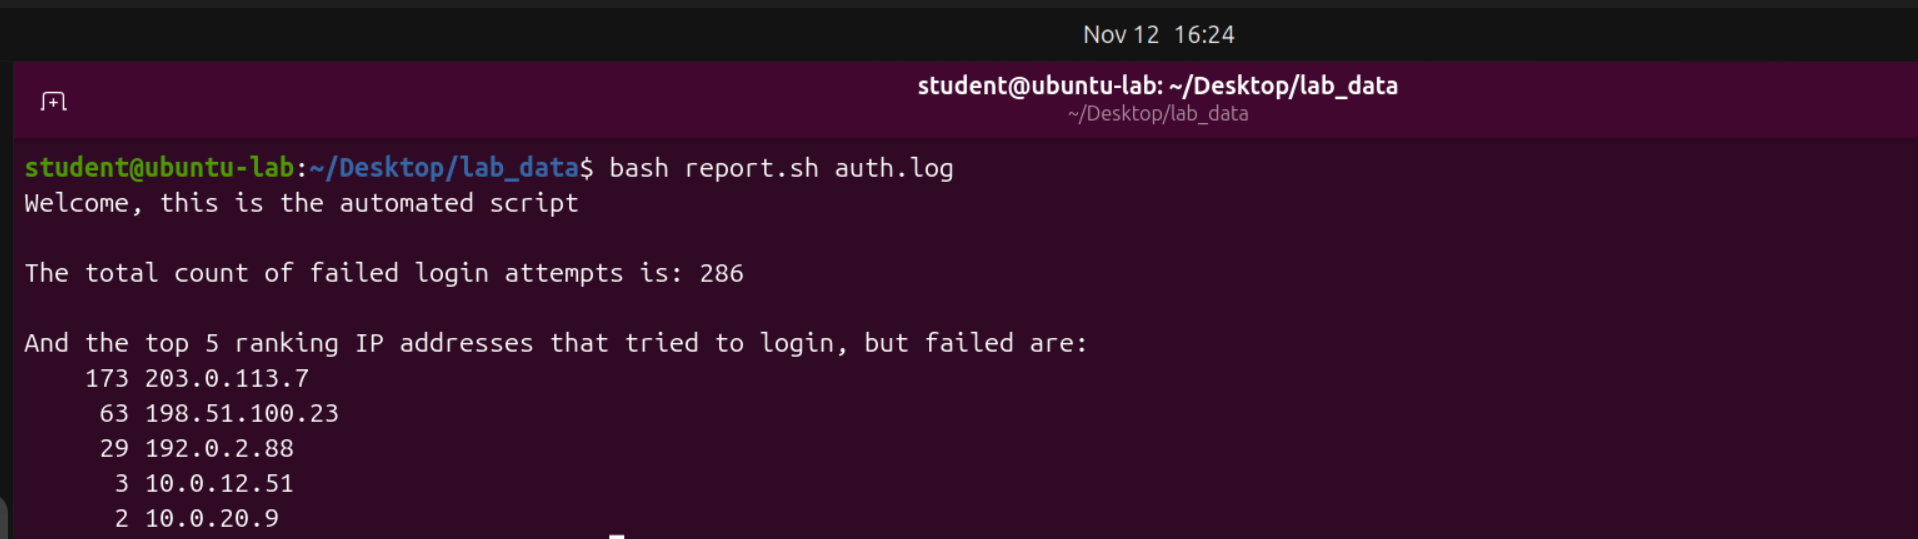 Nov 12 16:24
student@ubuntu-lab: ~/Desktop/lab_data
~/Desktop/lab_data
student@ubuntu-lab:~/Desktop/lab_data$ bash report.sh auth.log
Welcome, this is the automated script
The total count of failed login attempts is: 286
And the top 5 ranking IP addresses that tried to login, but failed are:
173 203.0.113.7
63 198.51.100.23
29 192.0.2.88
3 10.0.12.51
2 10.0.20.9